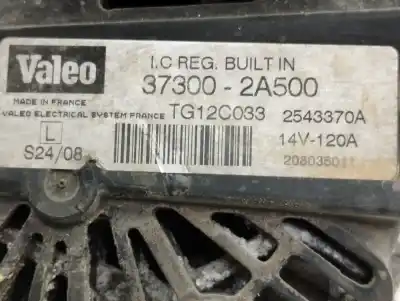 Valeo
I.C REG. BUILT IN
37300 - 2A500
MADE IN FRANCE
VALEO ELECTRICAL SYSTEM FRANCE
TG12C033 2543370A
L
S24/08
14V-120A